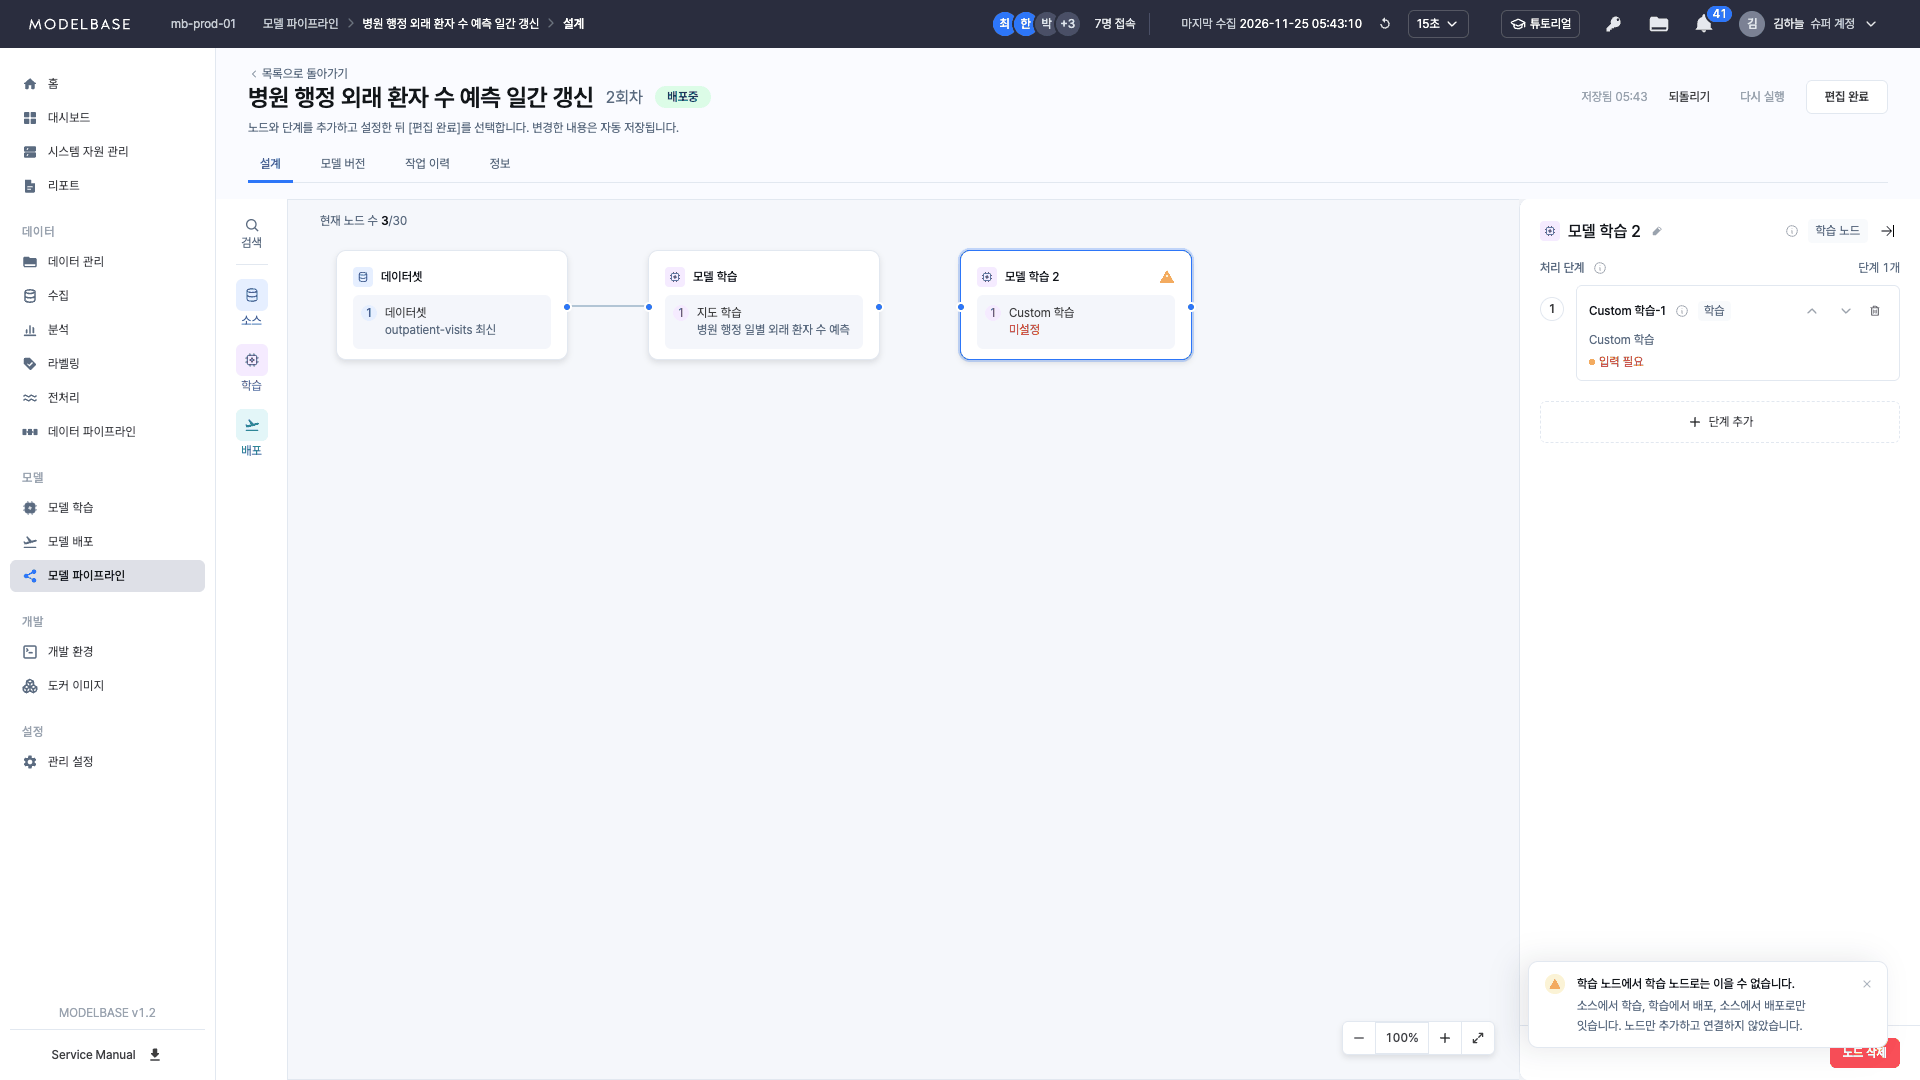 MODELBASE
mb-prod-01
모델 파이프라인 > 병원 행정 외래 환자 수 예측 일간 갱신 > 설계
최 한 박 +3 7명 접속
마지막 수집 2026-11-25 05:43:10
15초
튜토리얼
41
김 김하늘 슈퍼 계정
홈
대시보드
시스템 자원 관리
리포트
데이터
데이터 관리
수집
분석
라벨링
전처리
데이터 파이프라인
모델
모델 학습
모델 배포
모델 파이프라인
개발
개발 환경
도커 이미지
설정
관리 설정
MODELBASE v1.2
Service Manual
목록으로 돌아가기
병원 행정 외래 환자 수 예측 일간 갱신 2회차 배포중
노드와 단계를 추가하고 설정한 뒤 [편집 완료]를 선택합니다. 변경한 내용은 자동 저장됩니다.
저장됨 05:43 되돌리기 다시 실행 편집 완료
설계 모델 버전 작업 이력 정보
검색
소스
학습
배포
현재 노드 수 3/30
데이터셋
1 데이터셋
outpatient-visits 최신
모델 학습
1 지도 학습
병원 행정 일별 외래 환자 수 예측
모델 학습 2
1 Custom 학습
미설정
100%
모델 학습 2
학습 노드
처리 단계
단계 1개
1
Custom 학습-1 학습
Custom 학습
입력 필요
단계 추가
학습 노드에서 학습 노드로는 이을 수 없습니다.
소스에서 학습, 학습에서 배포, 소스에서 배포로만
잇습니다. 노드만 추가하고 연결하지 않았습니다.
노드 삭제